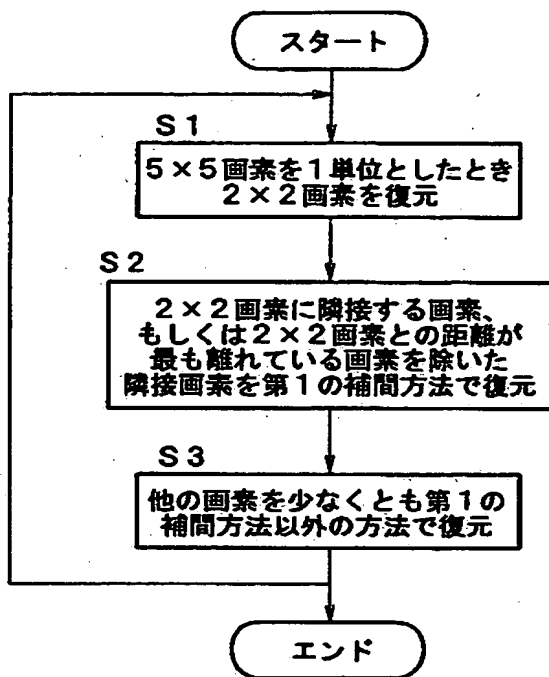 スタート
S1
5×5画素を1単位としたとき
2×2画素を復元
S2
2×2画素に隣接する画素、
もしくは2×2画素との距離が
最も離れている画素を除いた
隣接画素を第1の補間方法で復元
S3
他の画素を少なくとも第1の
補間方法以外の方法で復元
エンド